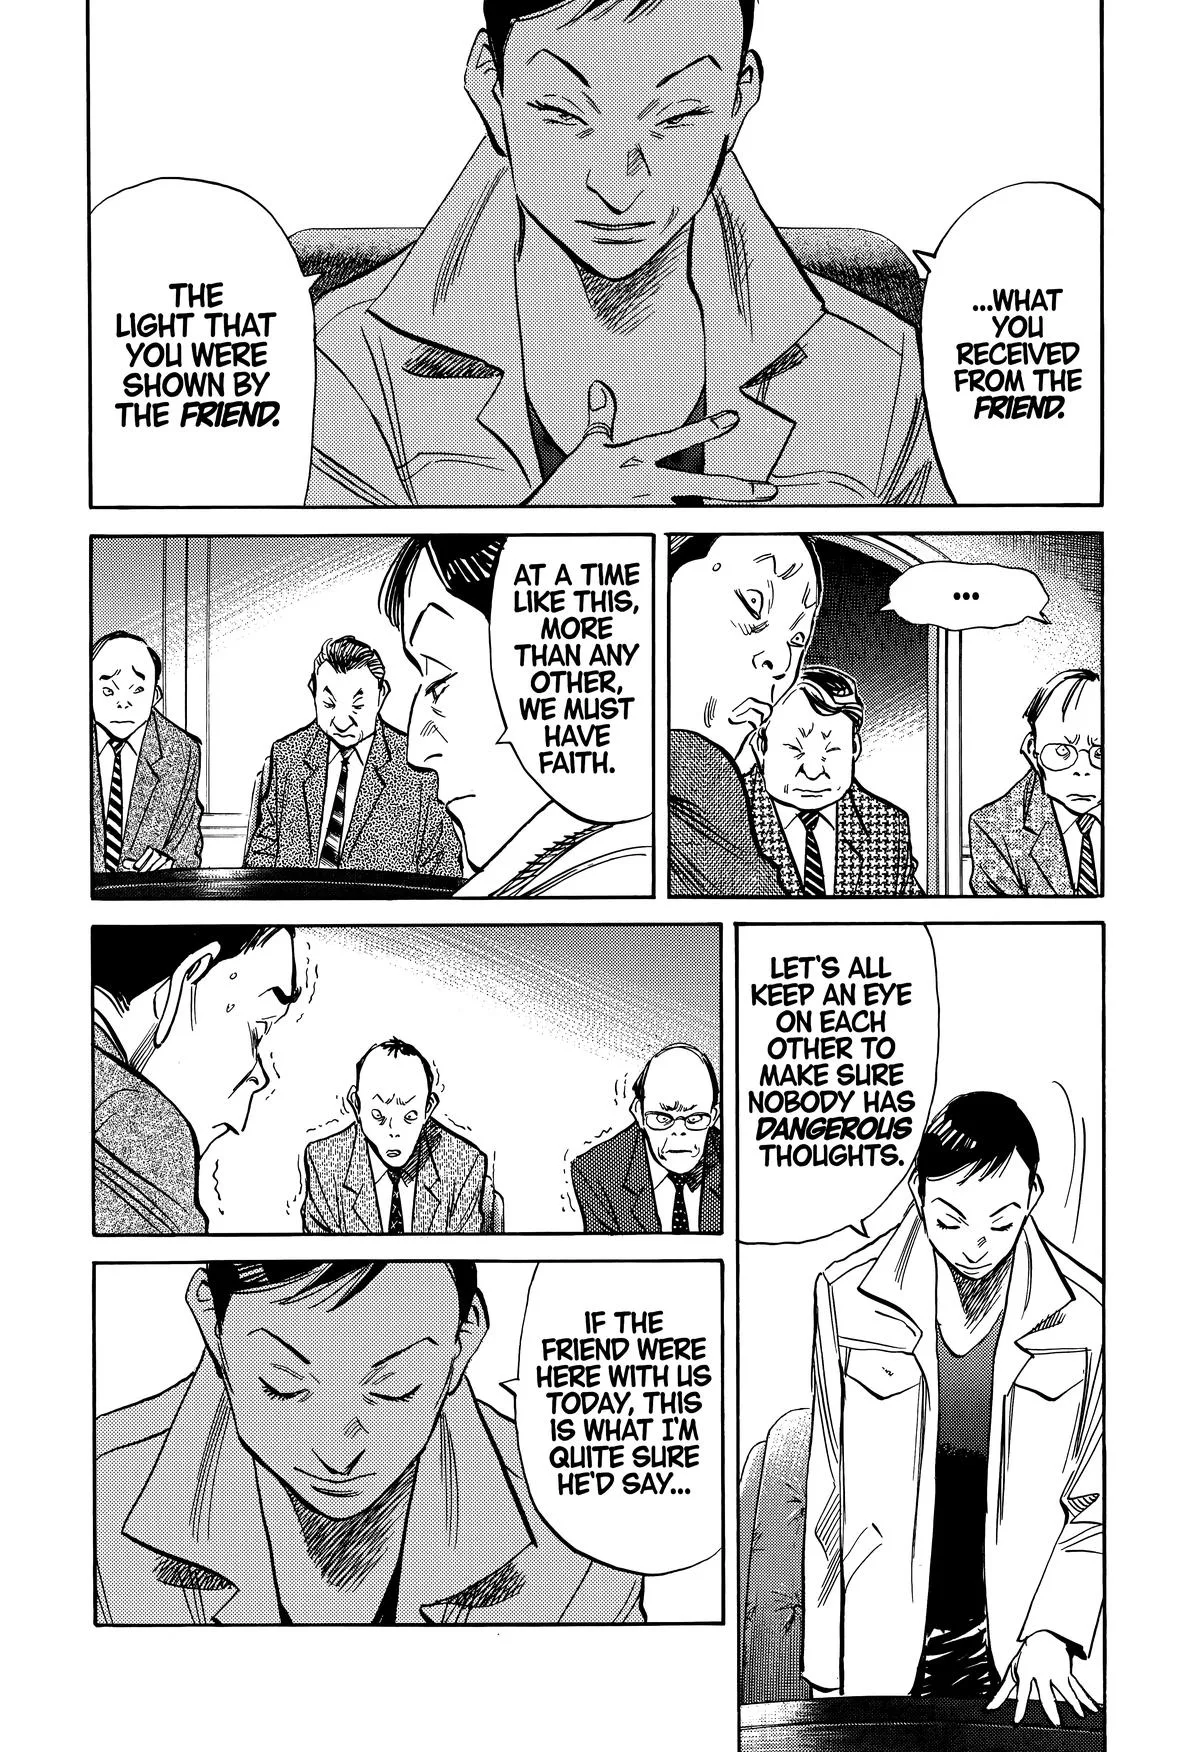 ...WHAT
YOU
RECEIVED
FROM THE
FRIEND.
THE
LIGHT THAT
YOU WERE
SHOWN BY
THE FRIEND.
...
AT A TIME
LIKE THIS,
MORE
THAN ANY
OTHER,
WE MUST
HAVE
FAITH.
LET'S ALL
KEEP AN EYE
ON EACH
OTHER TO
MAKE SURE
NOBODY HAS
DANGEROUS
THOUGHTS.
IF THE
FRIEND WERE
HERE WITH US
TODAY, THIS
IS WHAT I'M
QUITE SURE
HE'D SAY...